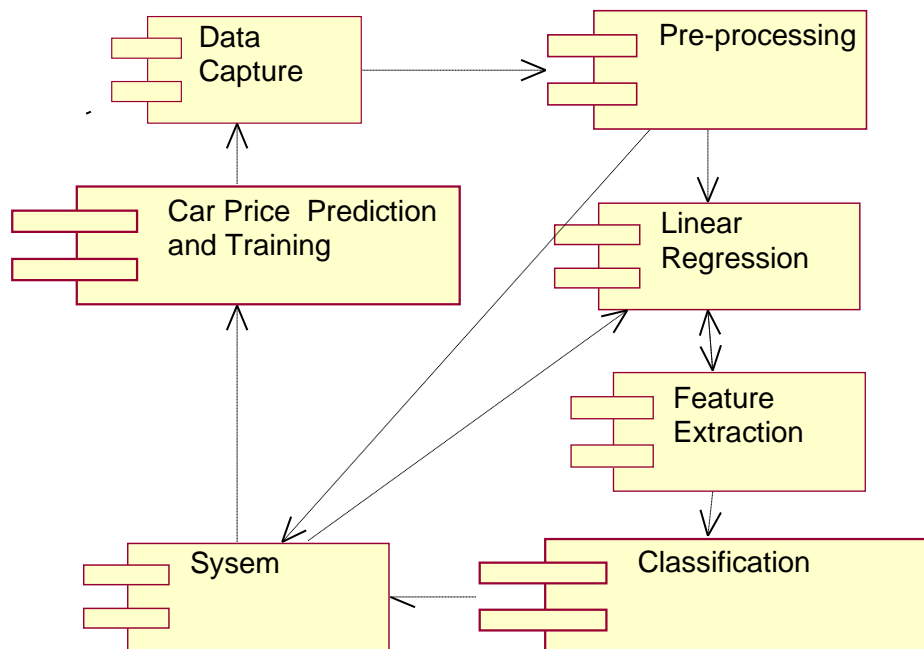 Data
Capture
Pre-processing
Car Price  Prediction
and Training
Linear
Regression
Feature
Extraction
Sysem
Classification